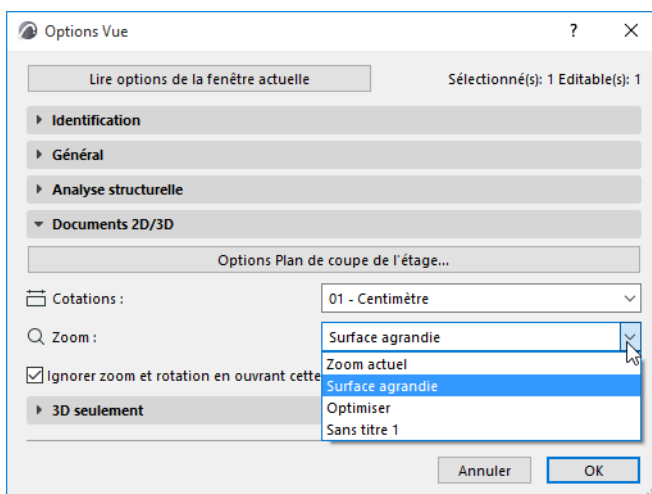 Options Vue
?
Lire options de la fenêtre actuelle
Sélectionné(s): 1 Editable(s): 1
Identification
Général
Analyse structurelle
Documents 2D/3D
Options Plan de coupe de l'étage...
Cotations :
01 - Centimètre
Zoom :
Surface agrandie
Zoom actuel
Ignorer zoom et rotation en ouvrant cette
Surface agrandie
Optimiser
3D seulement
Sans titre 1
Annuler
OK